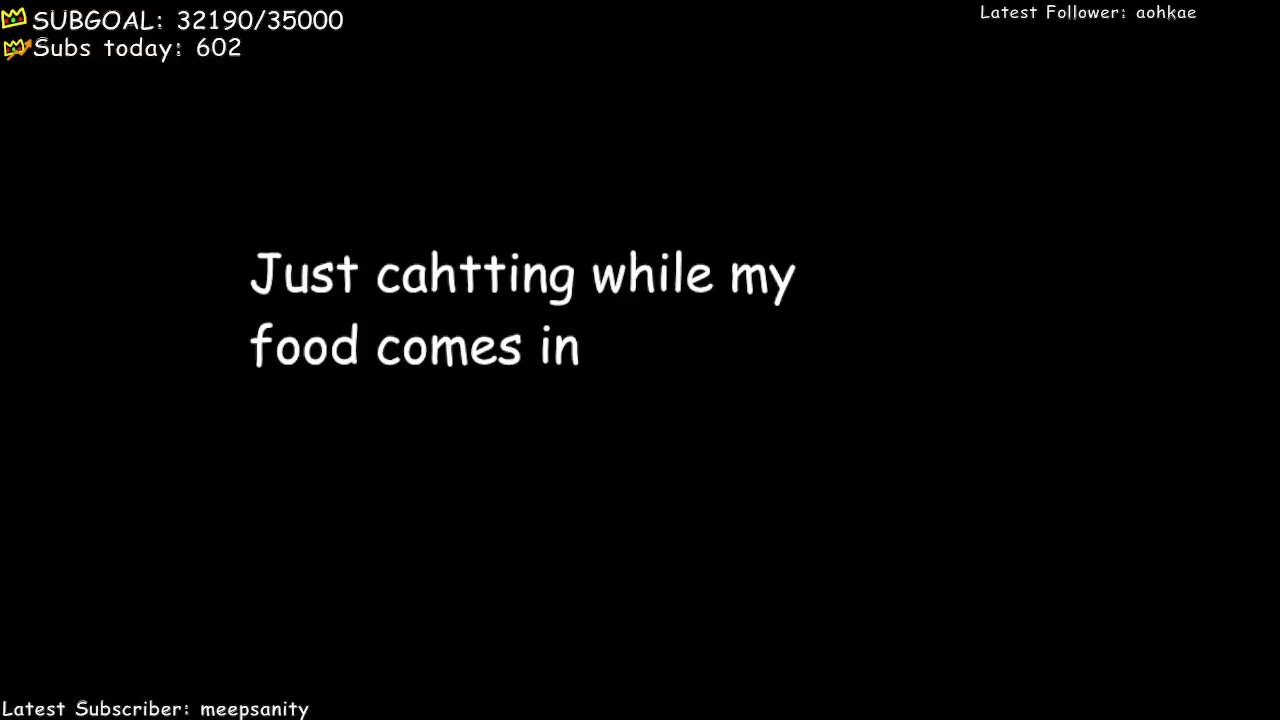 SUBGOAL: 32190/35000
Latest Follower: aohkae
Subs today: 602
Just cahtting while my
food comes in
Latest Subscriber: meepsanity